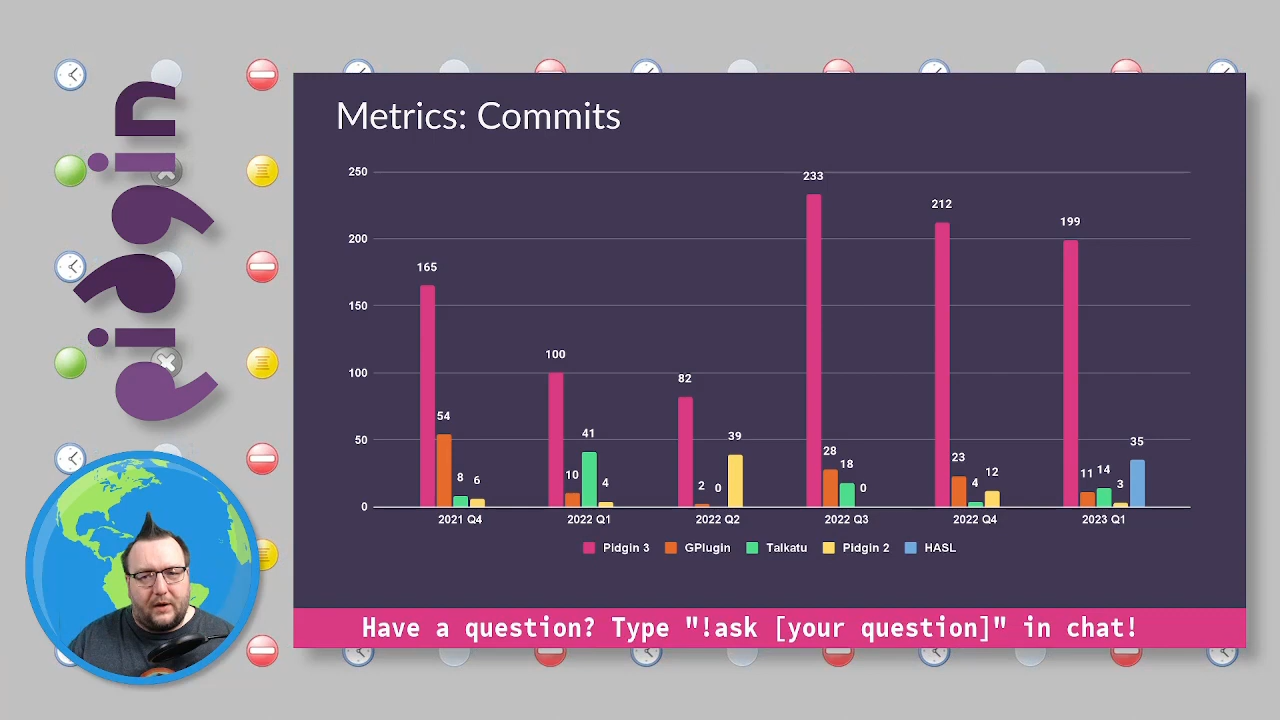 pidgin
Metrics: Commits
250
200
150
100
50
0
165
54
8
6
100
10
41
4
82
2
0
39
233
28
18
0
212
23
4
12
199
11
14
3
35
2021 Q4
2022 Q1
2022 Q2
2022 Q3
2022 Q4
2023 Q1
Pidgin 3
GPlugin
Talkatu
Pidgin 2
HASL
Have a question? Type "!ask [your question]" in chat!